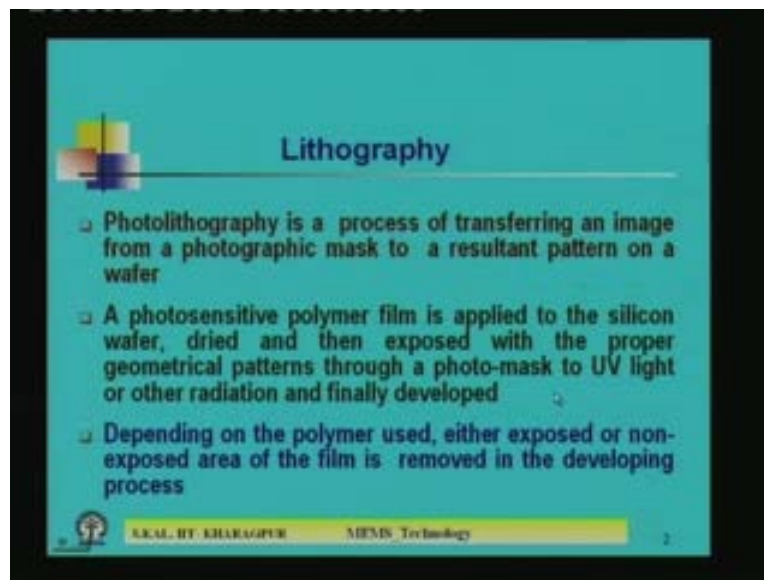 Lithography
Photolithography is a process of transferring an image
from a photographic mask to a resultant pattern on a
wafer
A photosensitive polymer film is applied to the silicon
wafer, dried and then exposed with the proper
geometrical patterns through a photo-mask to UV light
or other radiation and finally developed
Depending on the polymer used, either exposed or non-
exposed area of the film is removed in the developing
process
S.KAL, IIT KHARAGPUR MEMS_Technology 2